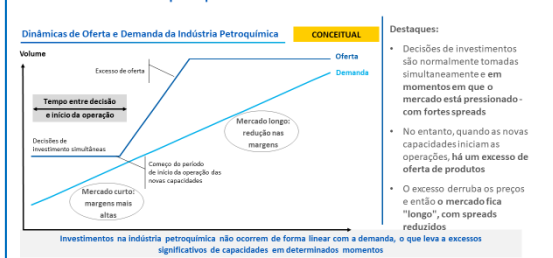 Dinâmicas de Oferta e Demanda da Indústria Petroquímica
CONCEITUAL
Volume
Oferta
Demanda
Excesso de oferta
Tempo entre decisão
e início da operação
Decisões de
Investimento simultâneas
Mercado curto:
margens mais
altas
Começo do período
de início da operação das
novas capacidades
Mercado longo:
redução nas
margens
Destaques:
• Decisões de investimentos
são normalmente tomadas
simultaneamente e em
momentos em que o
mercado está pressionado -
com fortes spreads
• No entanto, quando as novas
capacidades iniciam as
operações, há um excesso de
oferta de produtos
• O excesso derruba os preços
e então o mercado fica
"longo", com spreads
reduzidos
Investimentos na indústria petroquímica não ocorrem de forma linear com a demanda, o que leva a excessos
significativos de capacidades em determinados momentos